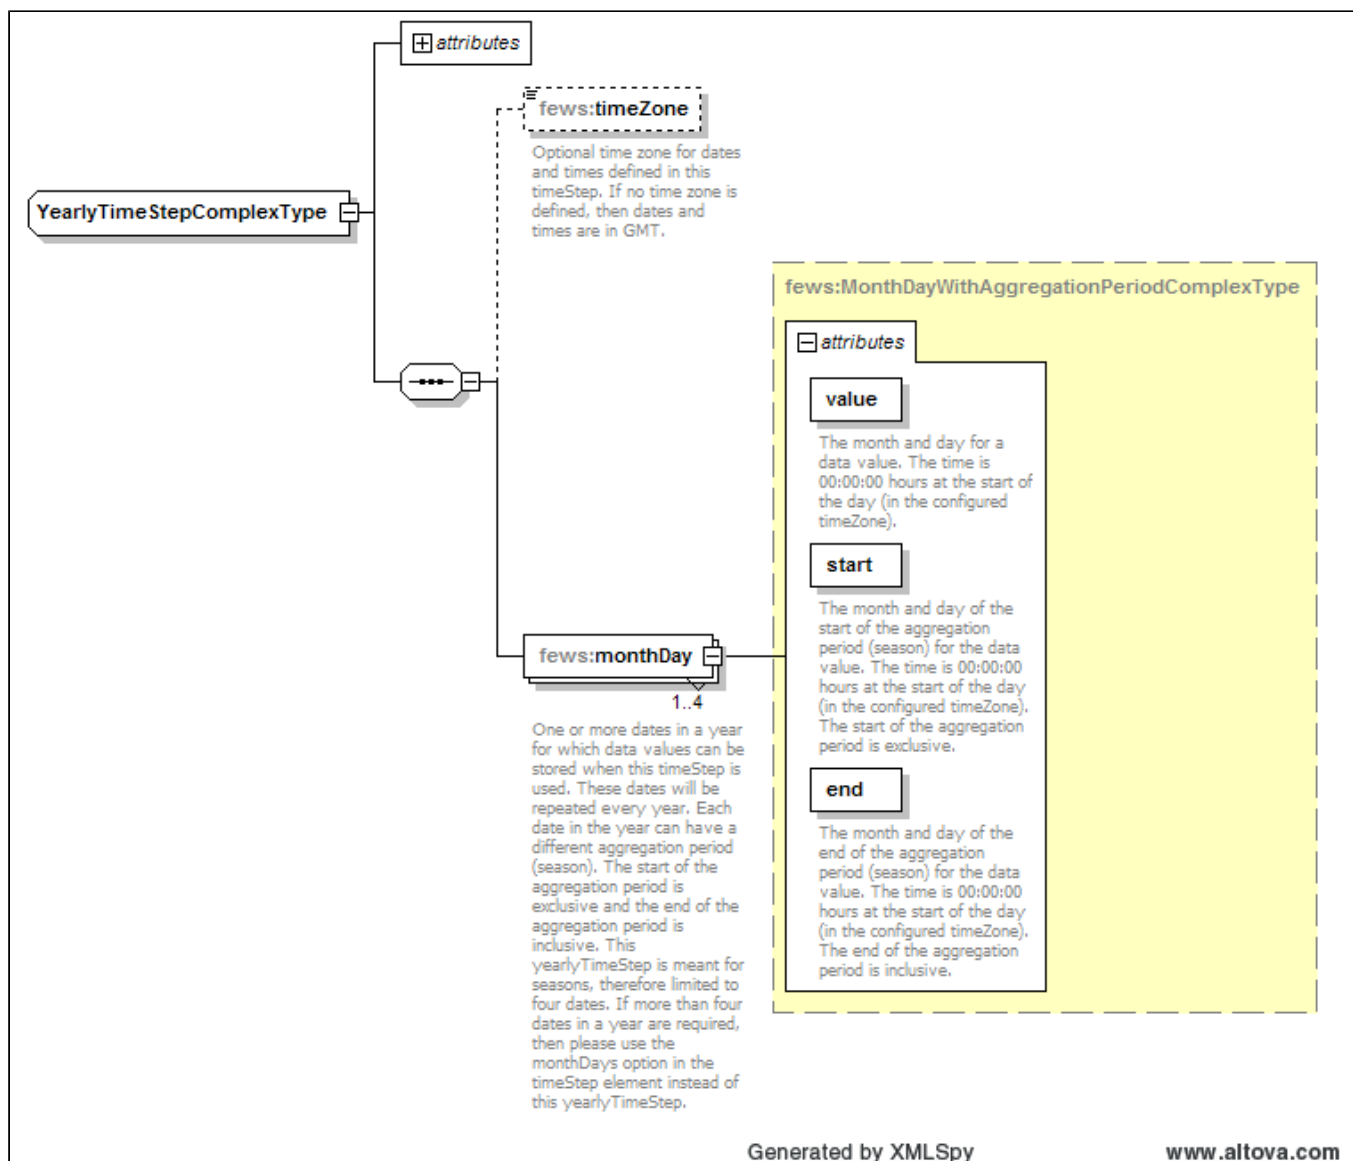 attributes
fews:timeZone
Optional time zone for dates
and times defined in this
timeStep. If no time zone is
defined, then dates and
times are in GMT.
YearlyTimeStepComplexType
fews:MonthDayWithAggregationPeriodComplexType
attributes
value
The month and day for a
data value. The time is
00:00:00 hours at the start of
the day (in the configured
timeZone).
start
The month and day of the
start of the aggregation
period (season) for the data
value. The time is 00:00:00
hours at the start of the day
(in the configured timeZone).
The start of the aggregation
period is exclusive.
end
The month and day of the
end of the aggregation
period (season) for the data
value. The time is 00:00:00
hours at the start of the day
(in the configured timeZone).
The end of the aggregation
period is inclusive.
fews:monthDay
1..4
One or more dates in a year
for which data values can be
stored when this timeStep is
used. These dates will be
repeated every year. Each
date in the year can have a
different aggregation period
(season). The start of the
aggregation period is
exclusive and the end of the
aggregation period is
inclusive. This
yearlyTimeStep is meant for
seasons, therefore limited to
four dates. If more than four
dates in a year are required,
then please use the
monthDays option in the
timeStep element instead of
this yearlyTimeStep.
Generated by XMLSpy
www.altova.com